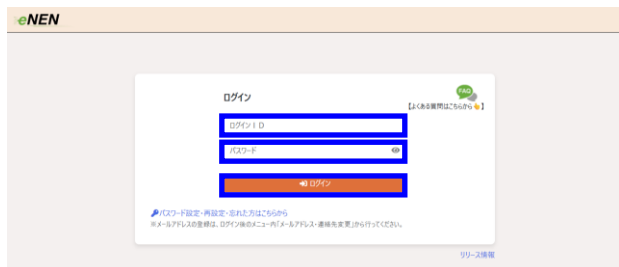 eNEN
ログイン
FAQ
【よくある質問はこちらから👆】
ログインＩＤ
パスワード
ログイン
パスワード設定・再設定・忘れた方はこちらから
※メールアドレスの登録は、ログイン後のメニュー内「メールアドレス・連絡先変更」から行ってください。
リリース情報